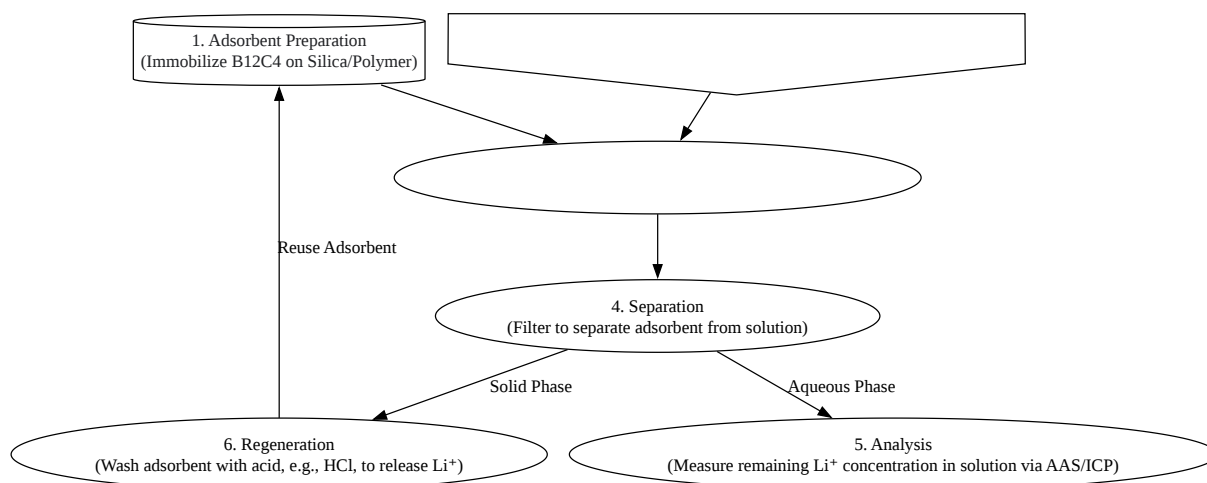 1. Adsorbent Preparation
(Immobilize B12C4 on Silica/Polymer)
Reuse Adsorbent
4. Separation
(Filter to separate adsorbent from solution)
Solid Phase
Aqueous Phase
6. Regeneration
(Wash adsorbent with acid, e.g., HCl, to release Li⁺)
5. Analysis
(Measure remaining Li⁺ concentration in solution via AAS/ICP)